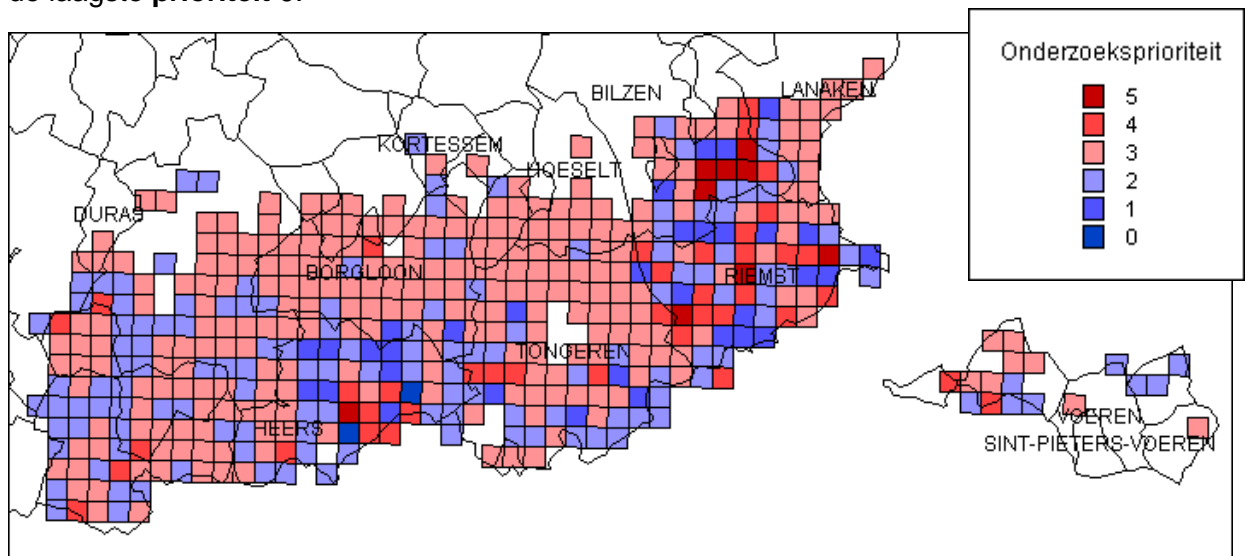 de laagste prioriteit 0.
Onderzoeksprioriteit
5
4
3
2
1
0
LANAKEN
BILZEN
KORTESSEM
HOESELT
DURAS
BORGLOON
RIEMST
TONGEREN
HEERS
VOEREN
SINT-PIETERS-VOEREN